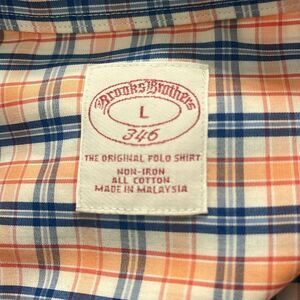 Brooks Brothers
L
346
THE ORIGINAL POLO SHIRT
NON-IRON
ALL COTTON
MADE IN MALAYSIA